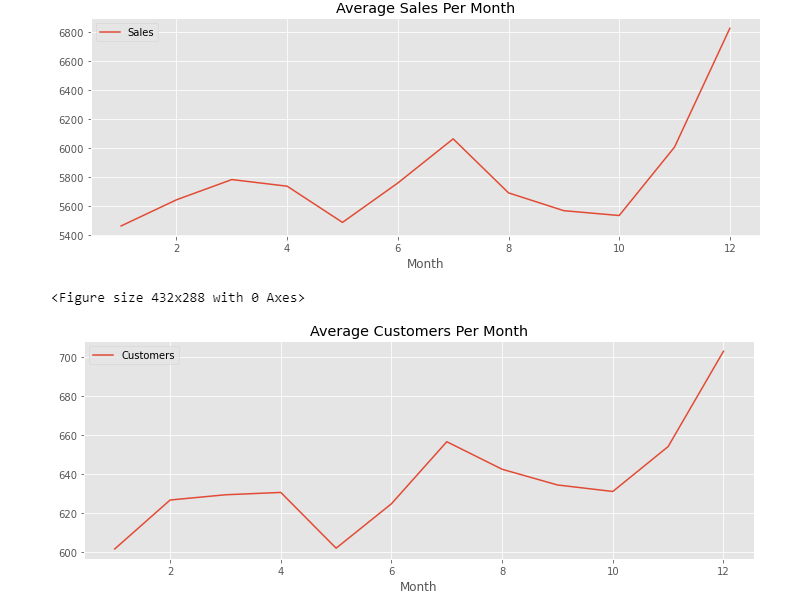 Average Sales Per Month
Sales
6800
6600
6400
6200
6000
5800
5600
5400
2 4 6 8 10 12
Month
<Figure size 432x288 with 0 Axes>
Average Customers Per Month
Customers
700
680
660
640
620
600
2 4 6 8 10 12
Month